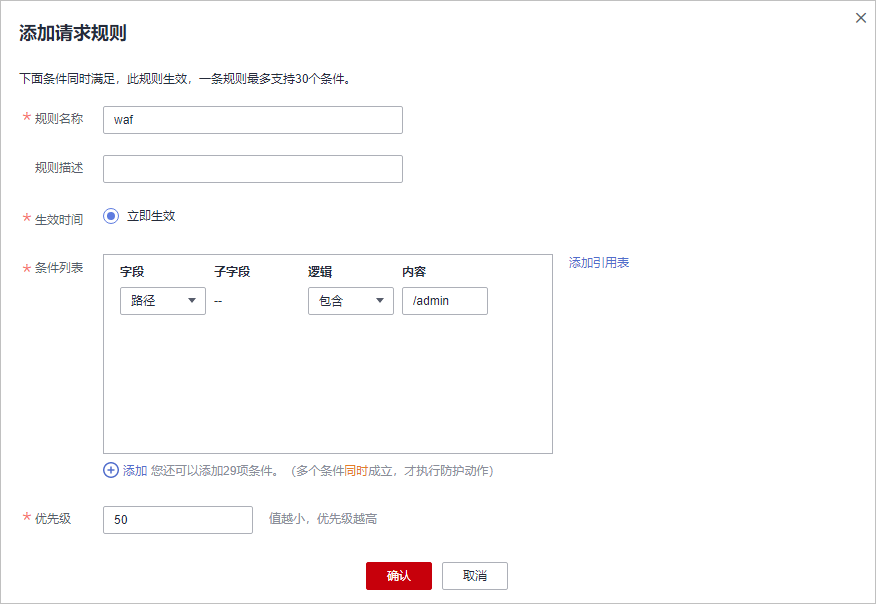 添加请求规则
下面条件同时满足，此规则生效，一条规则最多支持30个条件。
* 规则名称 waf
规则描述
* 生效时间 立即生效
* 条件列表 字段 子字段 逻辑 内容 添加引用表
路径 -- 包含 /admin
添加 您还可以添加29项条件。（多个条件同时成立，才执行防护动作）
* 优先级 50 值越小，优先级越高
确认 取消